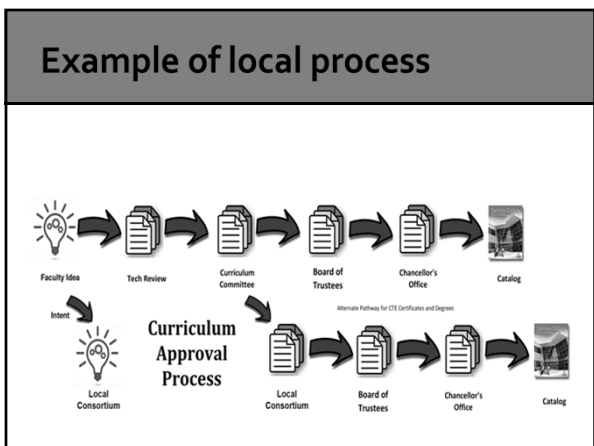 Example of local process
Faculty Idea
Tech Review
Curriculum
Committee
Board of
Trustees
Chancellor's
Office
Catalog
Intent
Alternate Pathway for CTE Certificates and Degrees
Curriculum
Approval
Process
Local
Consortium
Local
Consortium
Board of
Trustees
Chancellor's
Office
Catalog